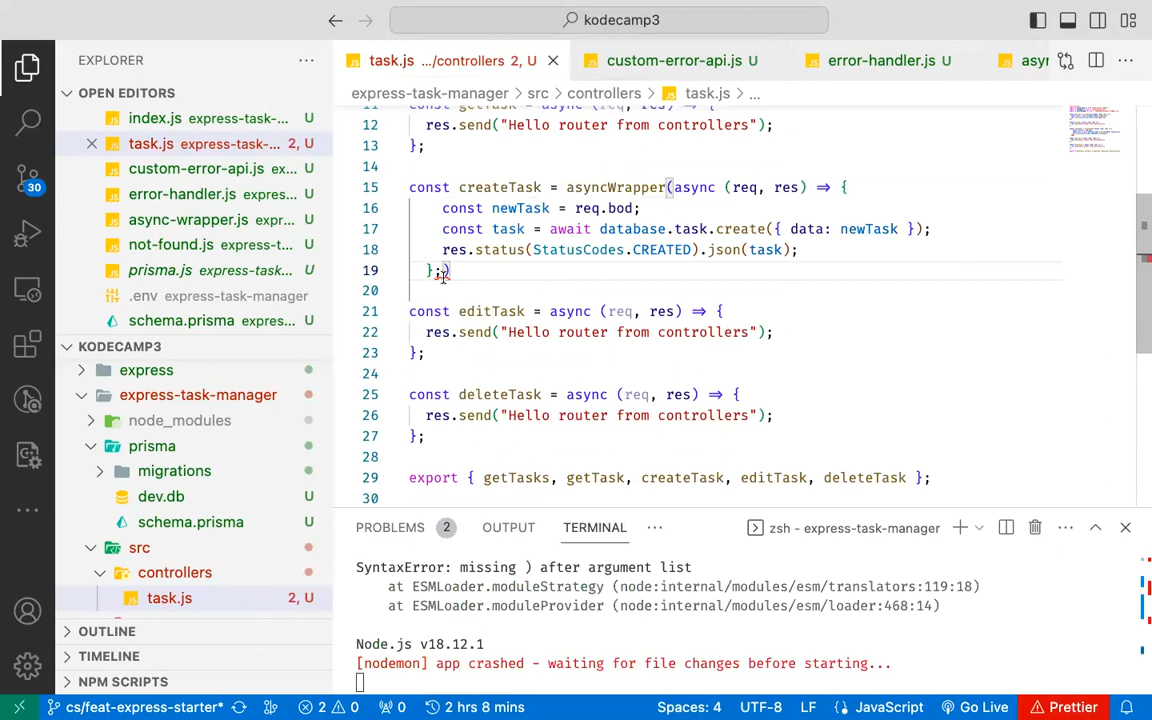 kodecamp3
EXPLORER
OPEN EDITORS
index.js express-task-... U
task.js express-task-... 2, U
custom-error-api.js ex... U
error-handler.js expres... U
async-wrapper.js expr... U
not-found.js express-t... U
prisma.js express-task... U
.env express-task-manager
schema.prisma expres... U
KODECAMP3
express
express-task-manager
node_modules
prisma
migrations
dev.db U
schema.prisma U
src
controllers
task.js 2, U
OUTLINE
TIMELINE
NPM SCRIPTS
30
task.js .../controllers 2, U
custom-error-api.js U
error-handler.js U
asyn
express-task-manager > src > controllers > task.js > ...
11 const getTask = async (req, res) => {
12 res.send("Hello router from controllers");
13 };
14
15 const createTask = asyncWrapper(async (req, res) => {
16 const newTask = req.bod;
17 const task = await database.task.create({ data: newTask });
18 res.status(StatusCodes.CREATED).json(task);
19 };)
20
21 const editTask = async (req, res) => {
22 res.send("Hello router from controllers");
23 };
24
25 const deleteTask = async (req, res) => {
26 res.send("Hello router from controllers");
27 };
28
29 export { getTasks, getTask, createTask, editTask, deleteTask };
30
PROBLEMS 2 OUTPUT TERMINAL ... zsh - express-task-manager
SyntaxError: missing ) after argument list
at ESMLoader.moduleStrategy (node:internal/modules/esm/translators:119:18)
at ESMLoader.moduleProvider (node:internal/modules/esm/loader:468:14)
Node.js v18.12.1
[nodemon] app crashed - waiting for file changes before starting...
cs/feat-express-starter* 2 0 0 2 hrs 8 mins Spaces: 4 UTF-8 LF JavaScript Go Live Prettier